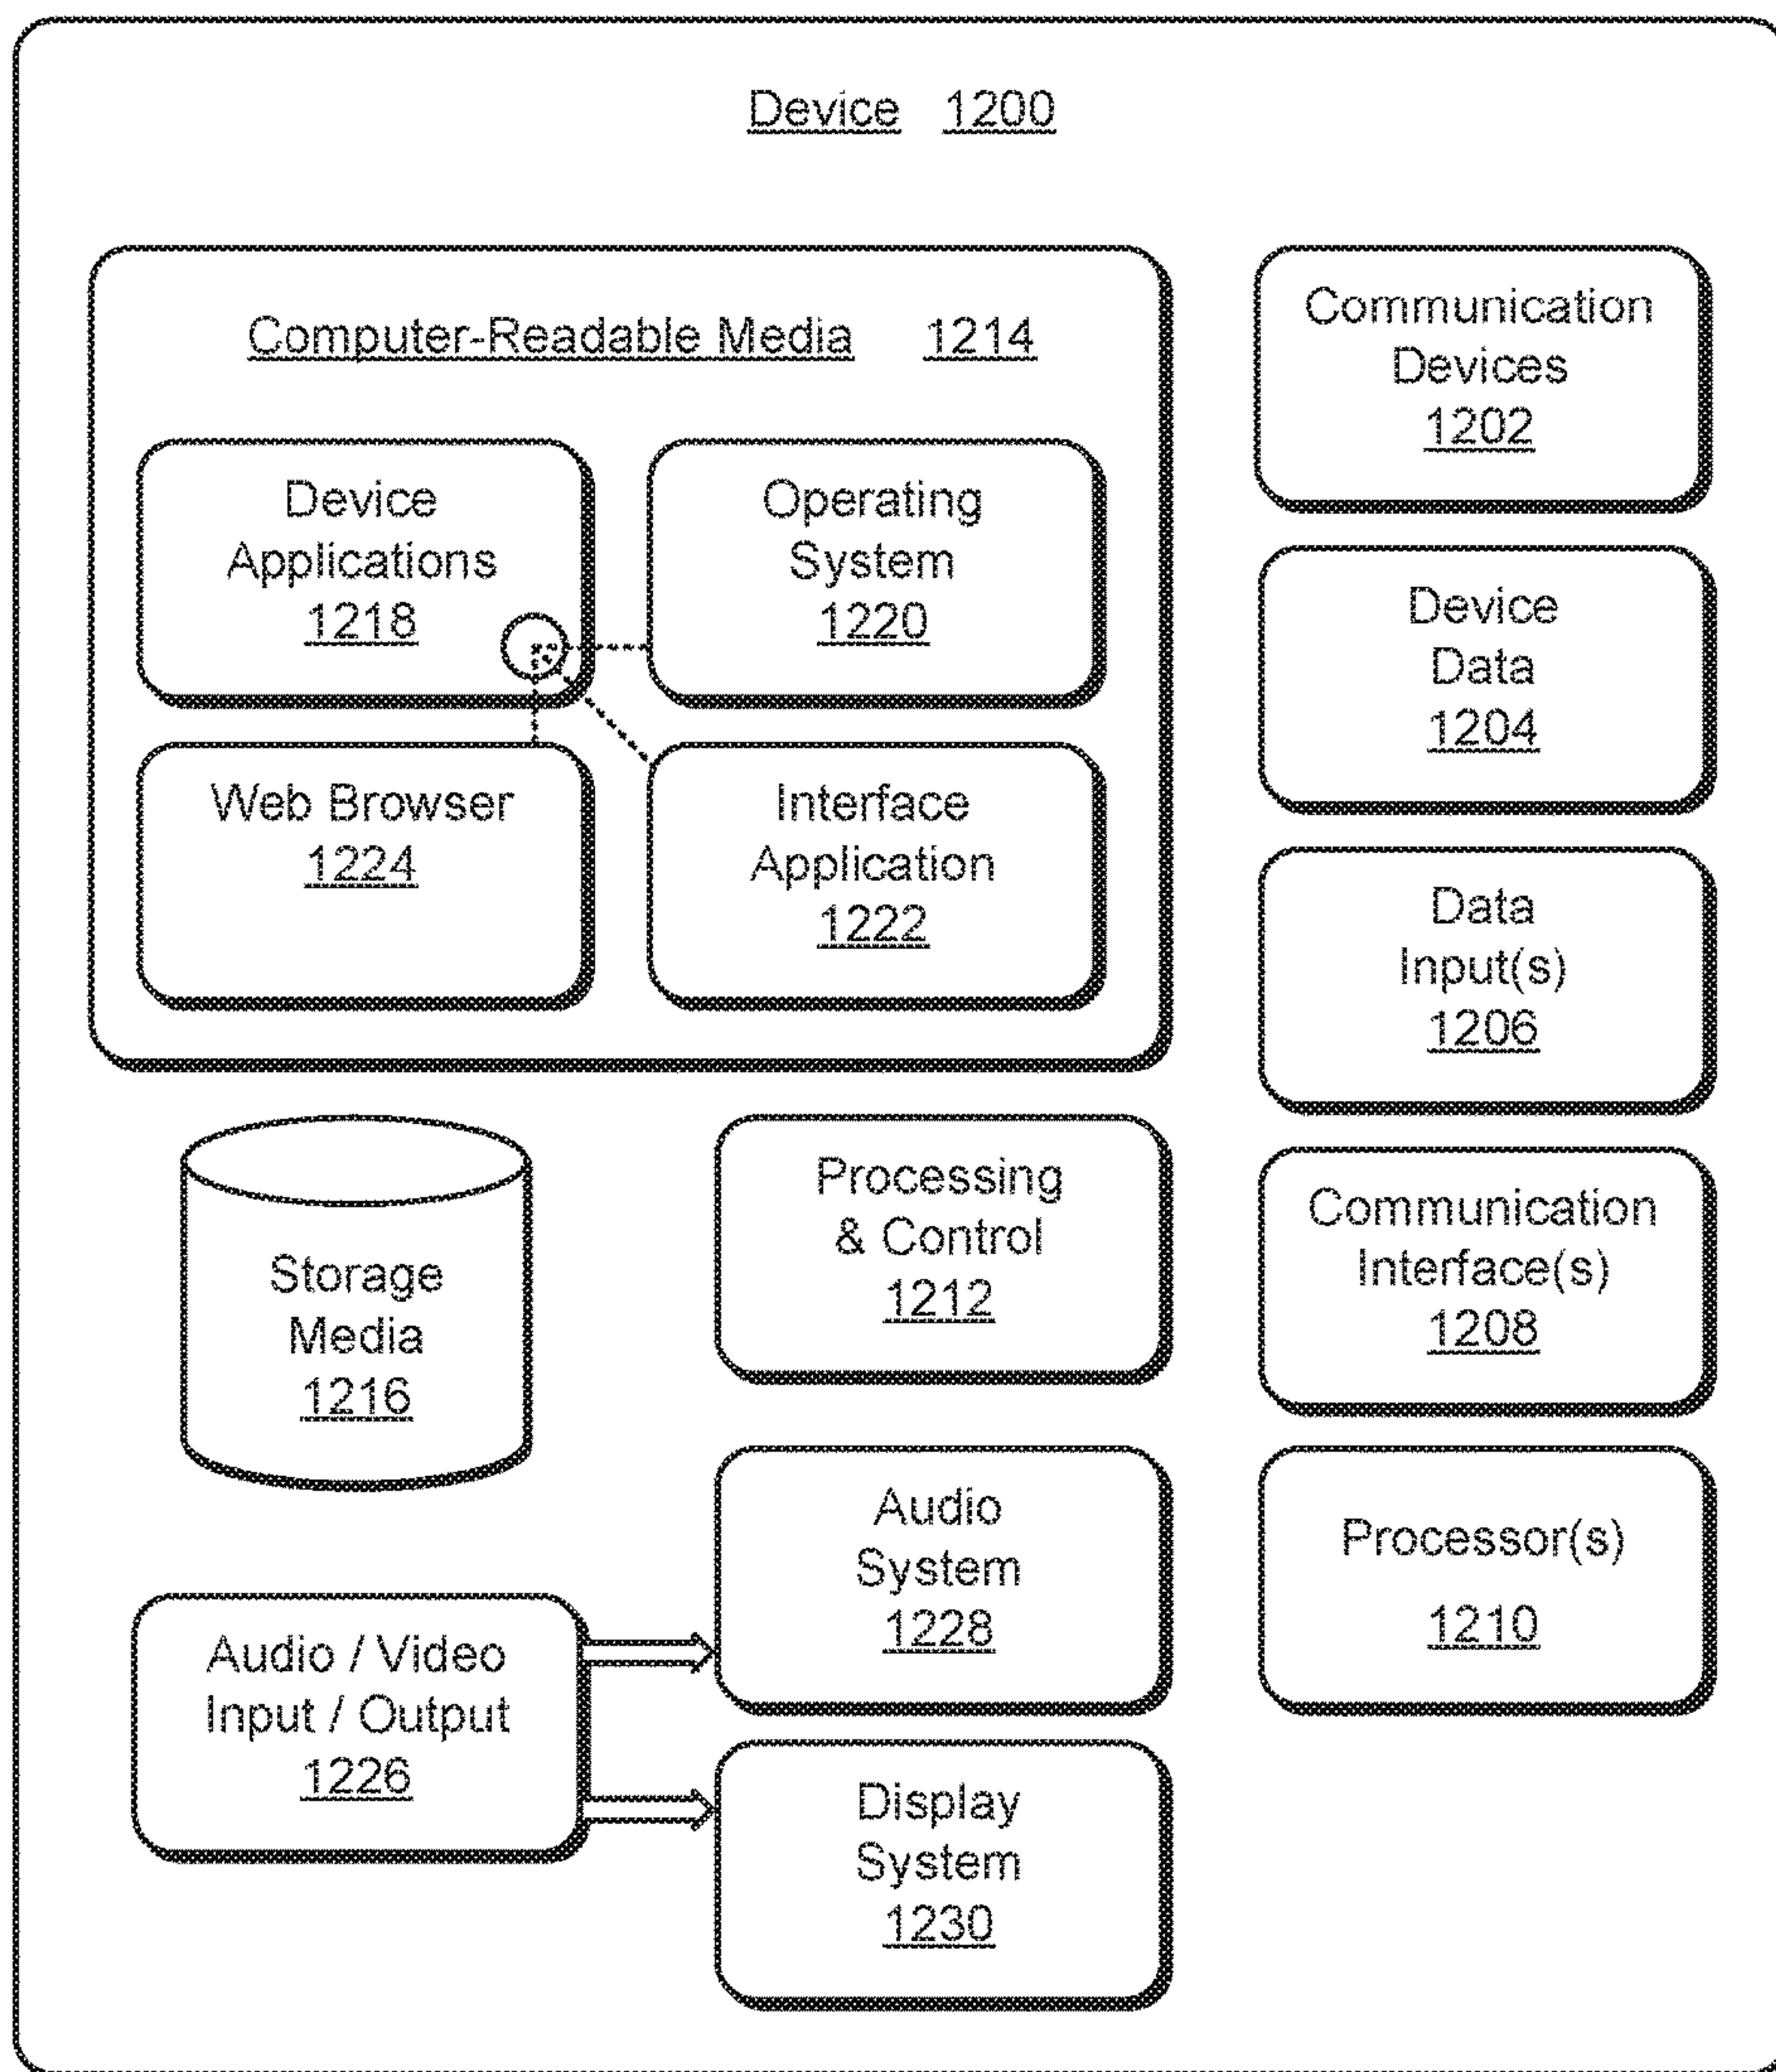 Device 1200
Computer-Readable Media 1214
Device
Applications
1218
Operating
System
1220
Web Browser
1224
Interface
Application
1222
Communication
Devices
1202
Device
Data
1204
Data
Input(s)
1206
Communication
Interface(s)
1208
Processor(s)
1210
Storage
Media
1216
Processing
& Control
1212
Audio / Video
Input / Output
1226
Audio
System
1228
Display
System
1230